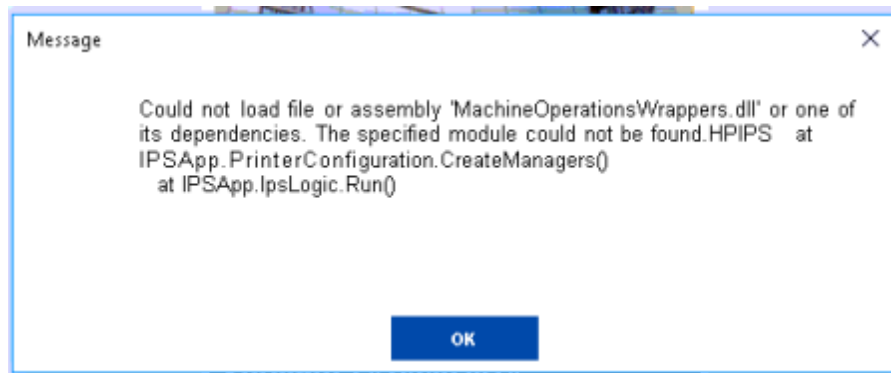 Message
Could not load file or assembly 'MachineOperationsWrappers.dll' or one of
its dependencies. The specified module could not be found.HPIPS at
IPSApp.PrinterConfiguration.CreateManagers()
at IPSApp.IpsLogic.Run()
OK